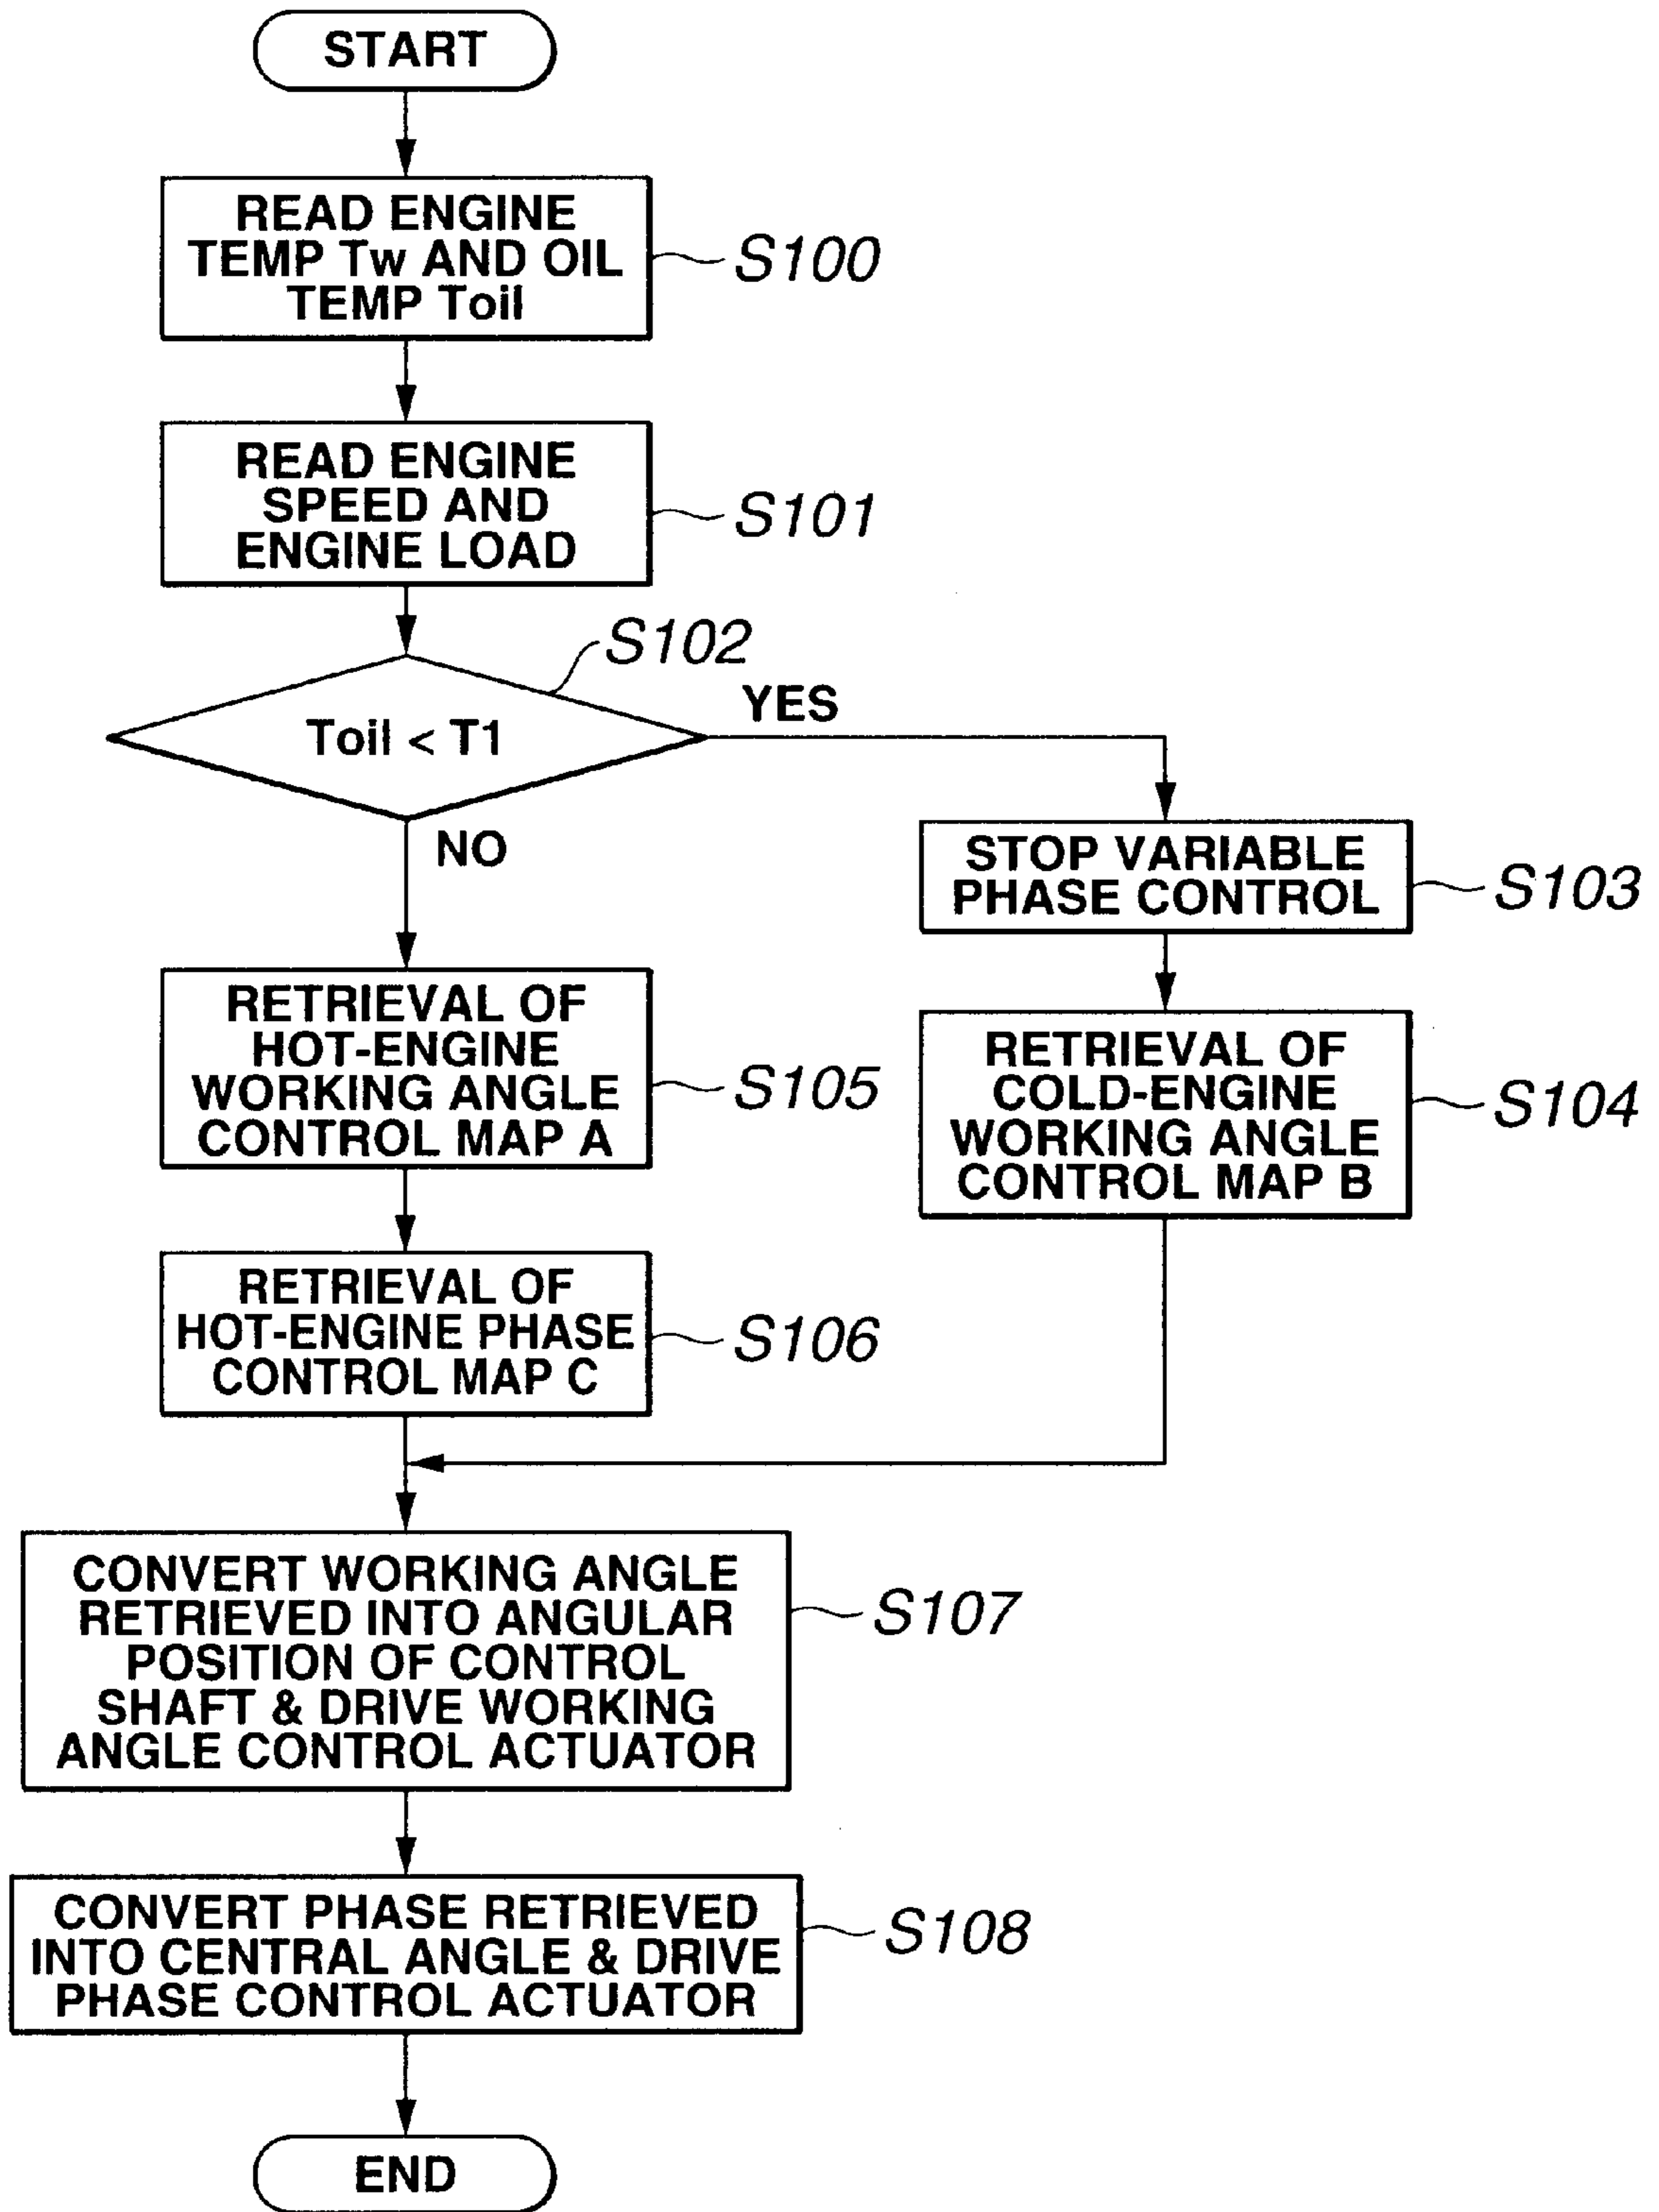 START
READ ENGINE
TEMP Tw AND OIL
TEMP Toil
S100
READ ENGINE
SPEED AND
ENGINE LOAD
S101
S102
Toil < T1
YES
NO
STOP VARIABLE
PHASE CONTROL
S103
RETRIEVAL OF
HOT-ENGINE
WORKING ANGLE
CONTROL MAP A
S105
RETRIEVAL OF
COLD-ENGINE
WORKING ANGLE
CONTROL MAP B
S104
RETRIEVAL OF
HOT-ENGINE PHASE
CONTROL MAP C
S106
CONVERT WORKING ANGLE
RETRIEVED INTO ANGULAR
POSITION OF CONTROL
SHAFT & DRIVE WORKING
ANGLE CONTROL ACTUATOR
S107
CONVERT PHASE RETRIEVED
INTO CENTRAL ANGLE & DRIVE
PHASE CONTROL ACTUATOR
S108
END